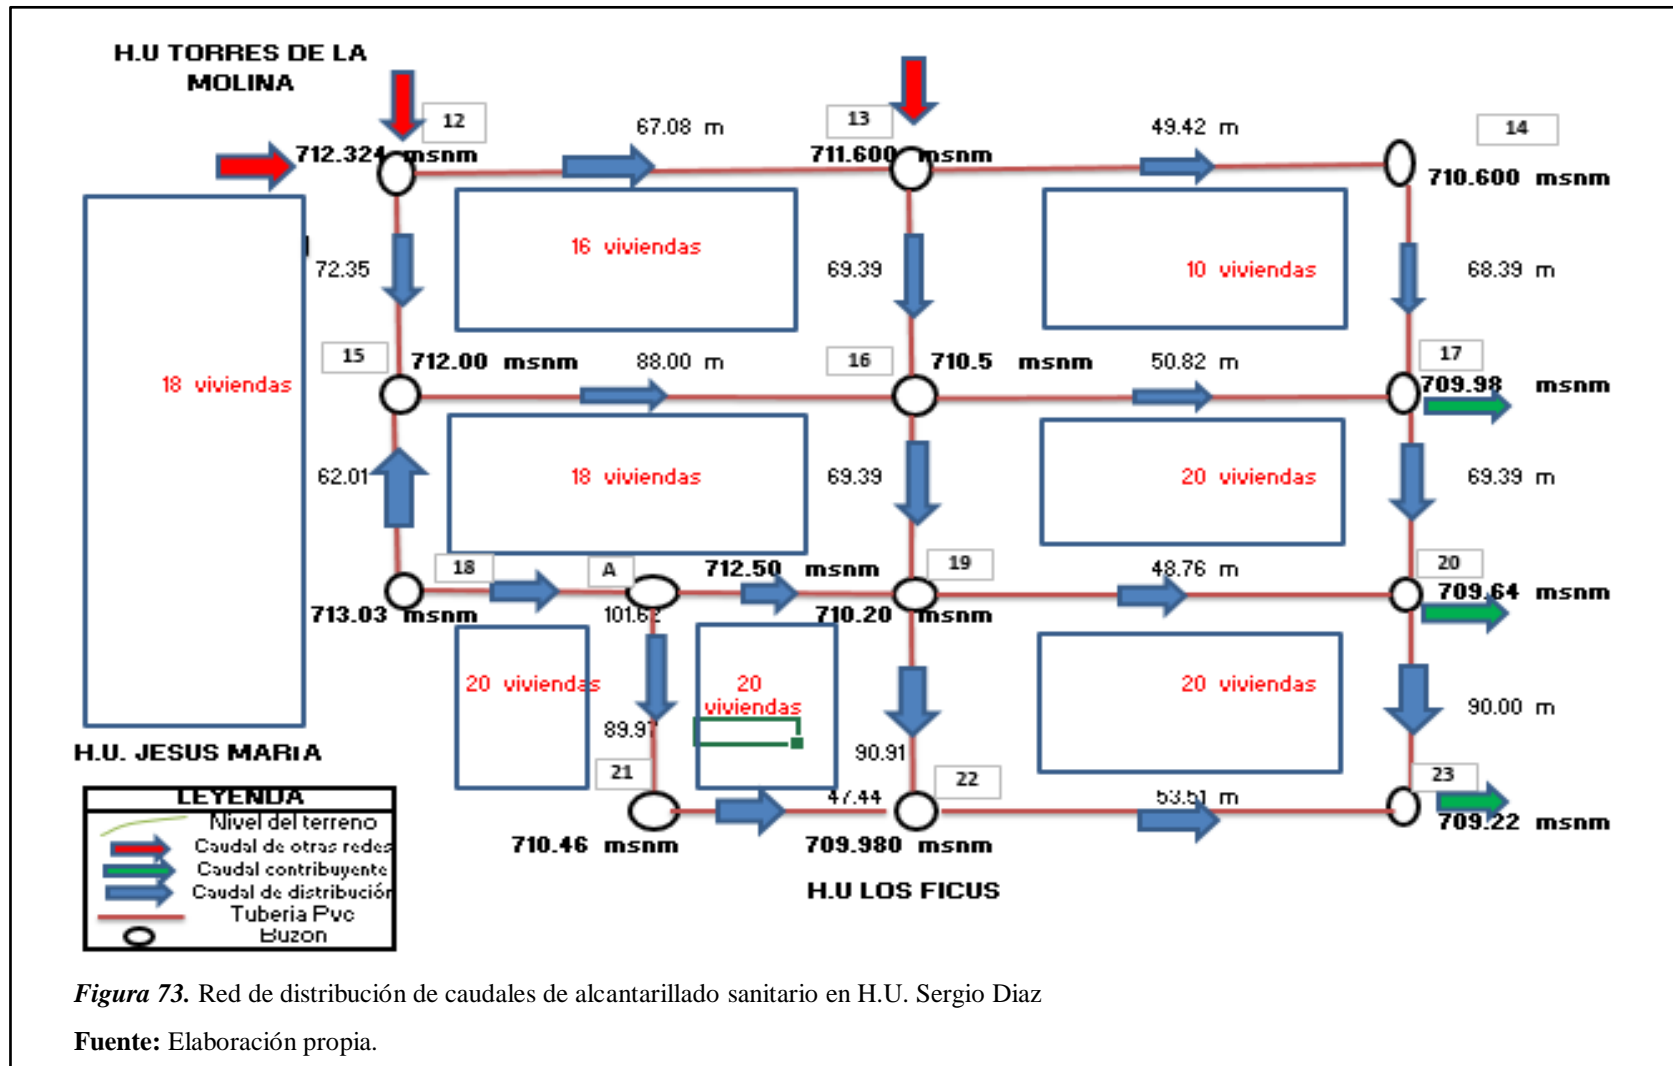 H.U TORRES DE LA
MOLINA
12
67.08 m
13
49.42 m
14
712.324 msnm
711.600 msnm
710.600 msnm
16 viviendas
10 viviendas
72.35
69.39
68.39 m
15
712.00 msnm
88.00 m
16
710.5 msnm
50.82 m
17
709.98 msnm
18 viviendas
62.01
18 viviendas
69.39
20 viviendas
69.39 m
18
A
712.50 msnm
19
48.76 m
20
713.03 msnm
101.62
710.20 msnm
709.64 msnm
20 viviendas
20
viviendas
20 viviendas
89.97
90.91
90.00 m
H.U. JESUS MARIA
21
22
23
47.44
53.51 m
710.46 msnm
709.980 msnm
709.22 msnm
H.U LOS FICUS
LEYENDA
Nivel del terreno
Caudal de otras redes
Caudal contribuyente
Caudal de distribución
Tuberia Pvc
Buzon
Figura 73. Red de distribución de caudales de alcantarillado sanitario en H.U. Sergio Diaz
Fuente: Elaboración propia.